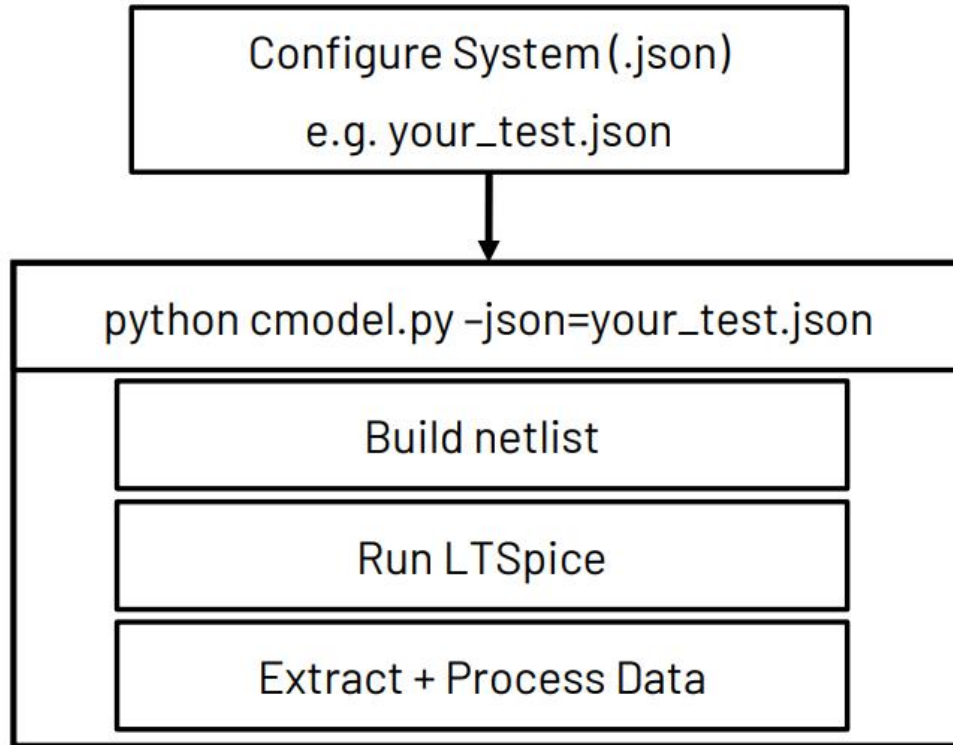 Configure System (.json)
e.g. your_test.json
python cmodel.py –json=your_test.json
Build netlist
Run LTSpice
Extract + Process Data